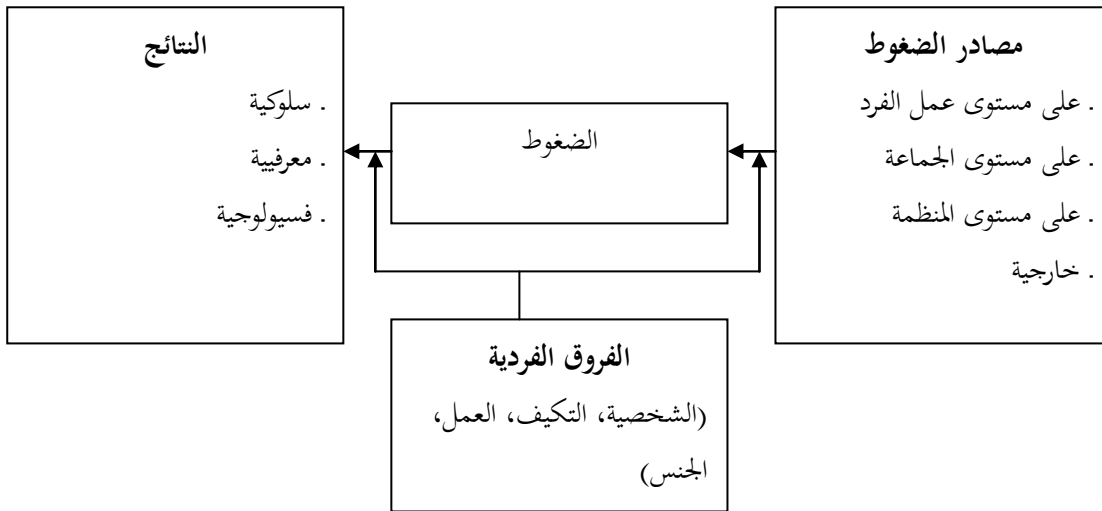 مصادر الضغوط
. على مستوى عمل الفرد
. على مستوى الجماعة
. على مستوى المنظمة
. خارجية
الضغوط
النتائج
. سلوكية
. معرفيية
. فسيولوجية
الفروق الفردية
(الشخصية، التكيف، العمل،
الجنس)